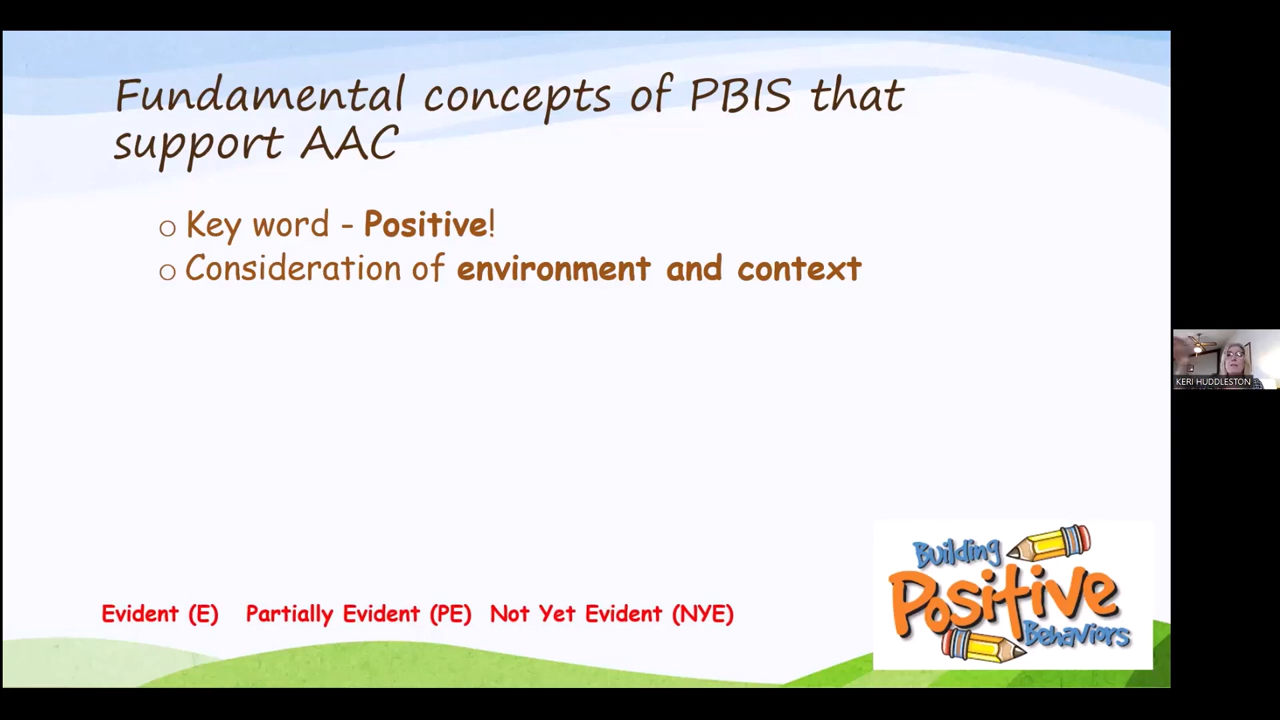 Fundamental concepts of PBIS that
support AAC
o Key word - Positive!
o Consideration of environment and context
KERI HUDDLESTON
Building
Positive
Behaviors
Evident (E) Partially Evident (PE) Not Yet Evident (NYE)